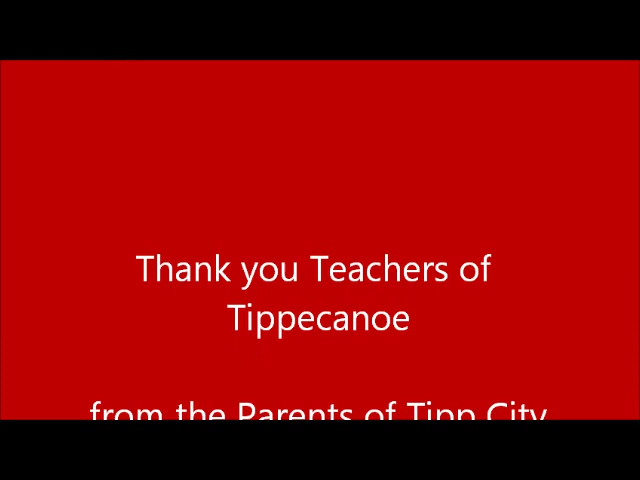 Thank you Teachers of
Tippecanoe
from the Parents of Tipp City